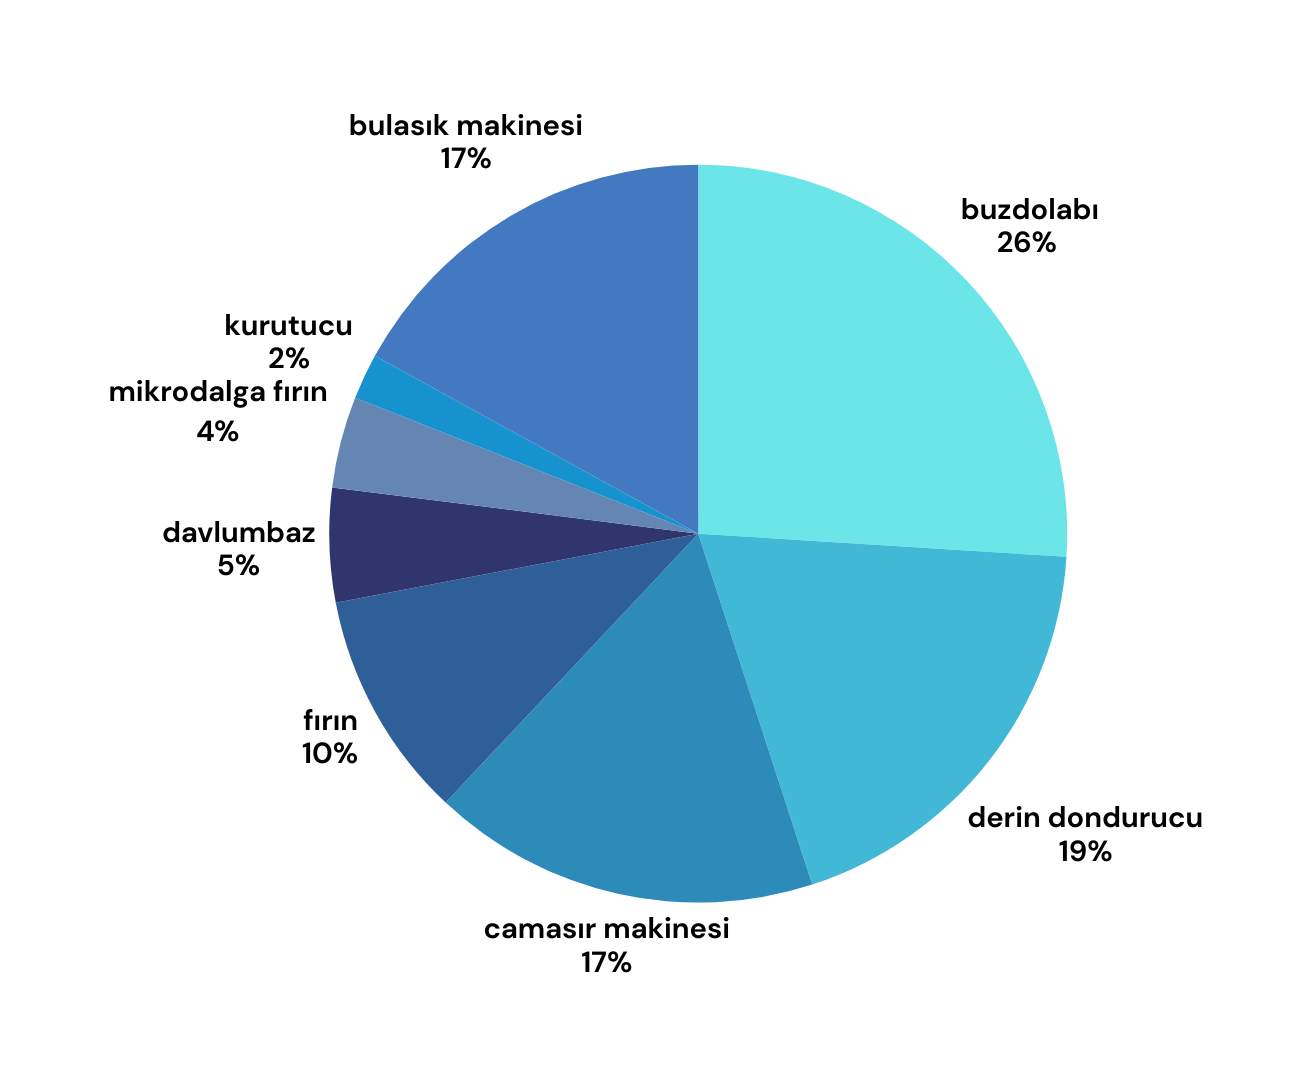 bulasık makinesi
17%
buzdolabı
26%
kurutucu
2%
mikrodalga fırın
4%
davlumbaz
5%
fırın
10%
derin dondurucu
19%
camasır makinesi
17%